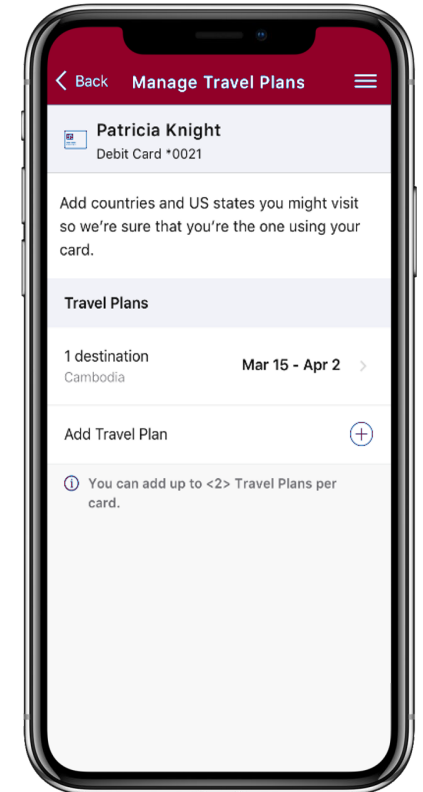 Back
Manage Travel Plans
Patricia Knight
Debit Card *0021
Add countries and US states you might visit
so we're sure that you're the one using your
card.
Travel Plans
1 destination
Mar 15 - Apr 2
Cambodia
Add Travel Plan
You can add up to <2> Travel Plans per
card.